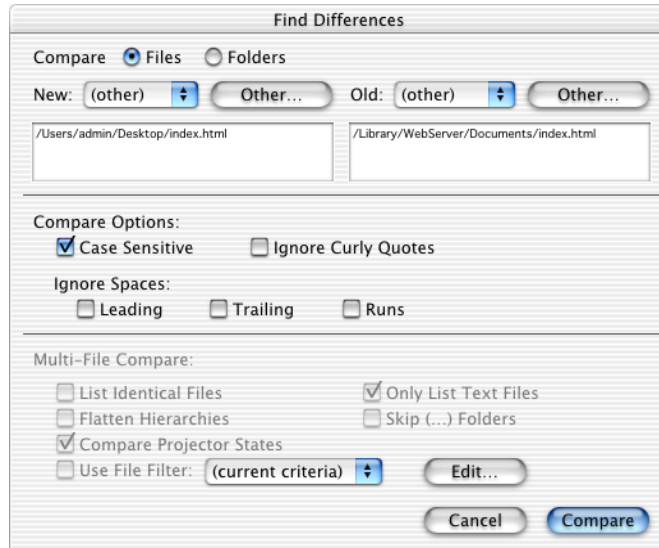 Find Differences
Compare Files Folders
New: (other) Other... Old: (other) Other...
/Users/admin/Desktop/index.html /Library/WebServer/Documents/index.html
Compare Options:
Case Sensitive Ignore Curly Quotes
Ignore Spaces:
Leading Trailing Runs
Multi-File Compare:
List Identical Files Only List Text Files
Flatten Hierarchies Skip (...) Folders
Compare Projector States
Use File Filter: (current criteria) Edit...
Cancel Compare